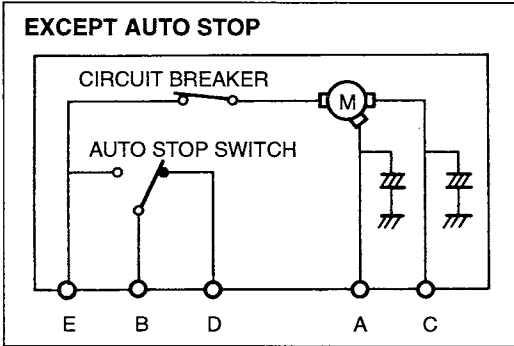 EXCEPT AUTO STOP
CIRCUIT BREAKER
M
AUTO STOP SWITCH
E B D A C